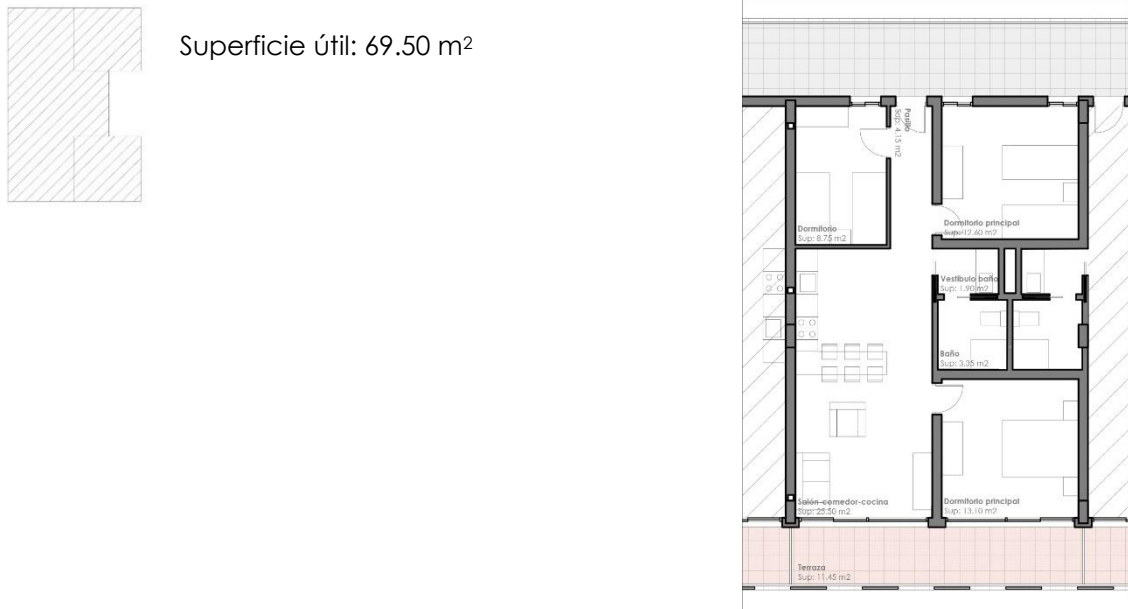 Superficie útil: 69.50 m²
Pasillo
Sup: 4.15 m2
Dormitorio
Sup: 8.75 m2
Dormitorio principal
Sup: 12.60 m2
Vestíbulo baño
Sup: 1.90 m2
Baño
Sup: 3.35 m2
Salón-comedor-cocina
Sup: 25.50 m2
Dormitorio principal
Sup: 13.10 m2
Terraza
Sup: 11.45 m2